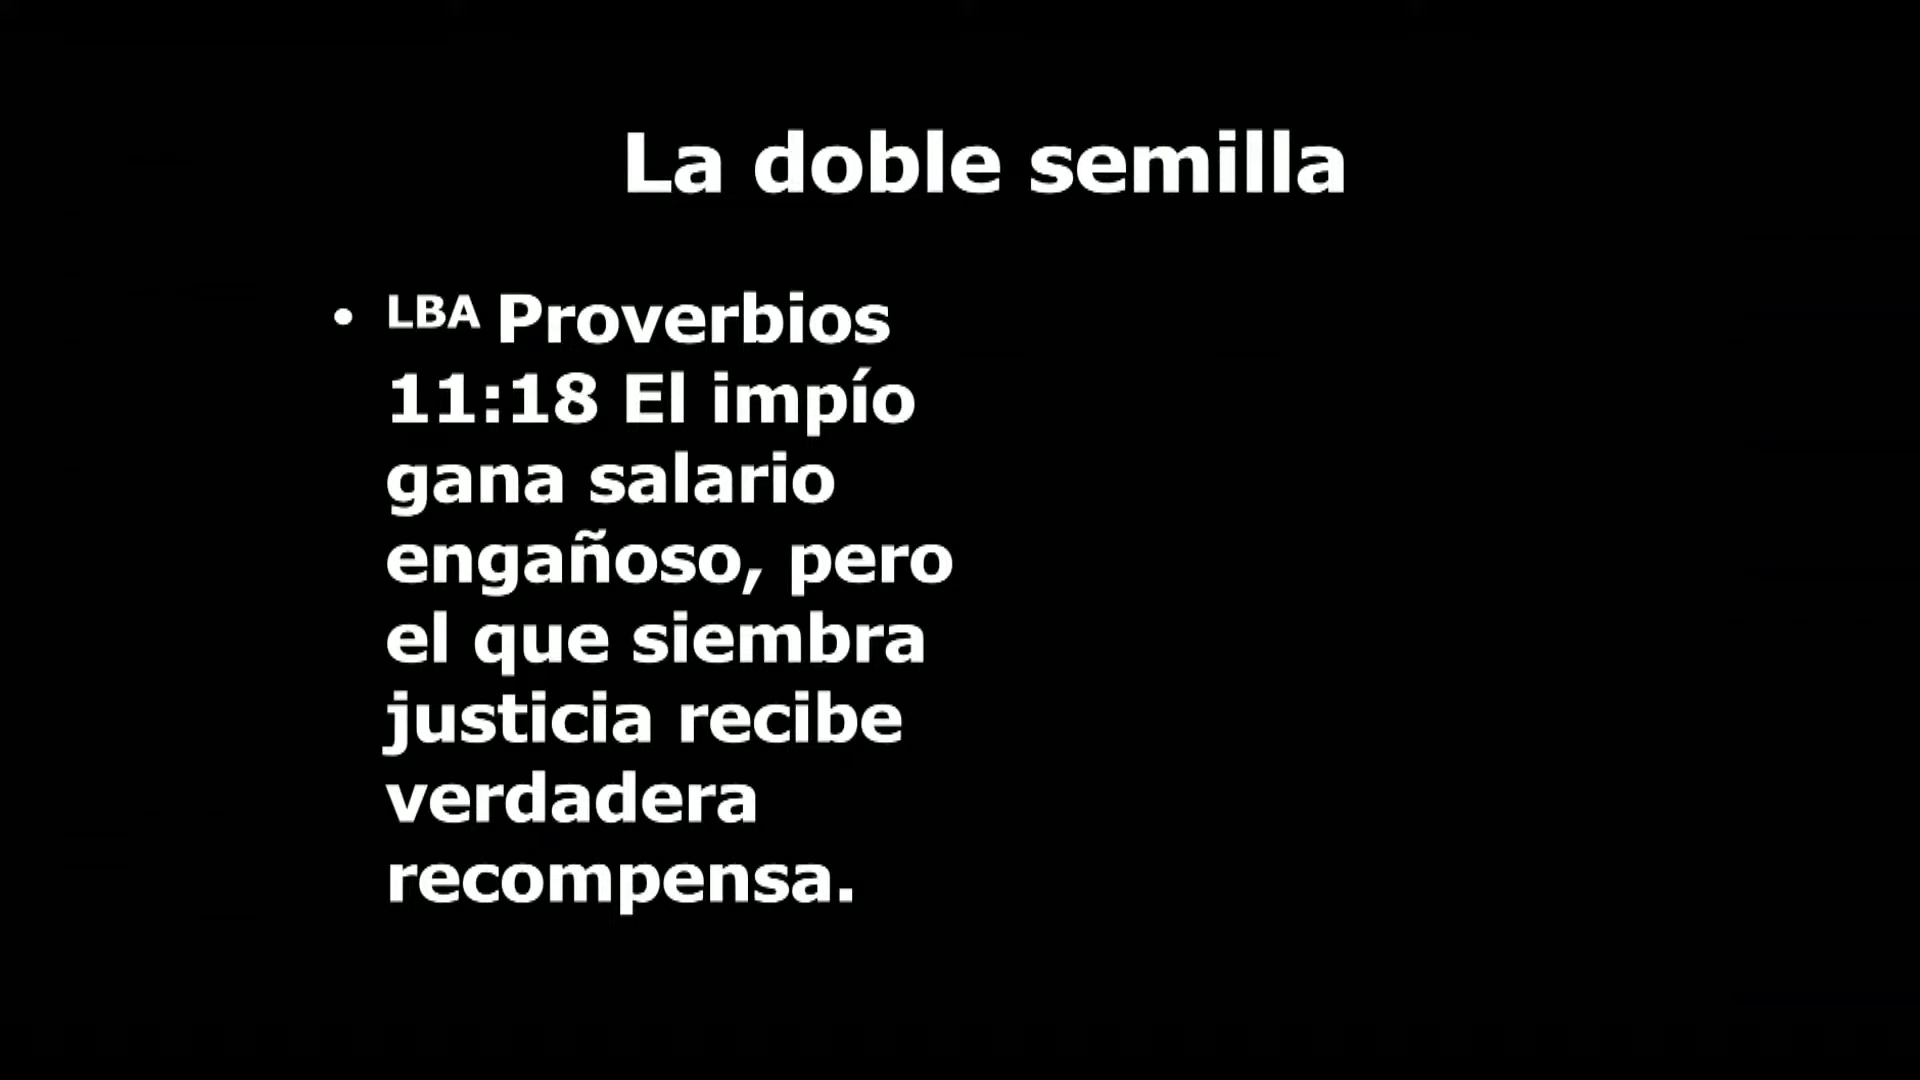 La doble semilla
• LBA Proverbios
11:18 El impío
gana salario
engañoso, pero
el que siembra
justicia recibe
verdadera
recompensa.